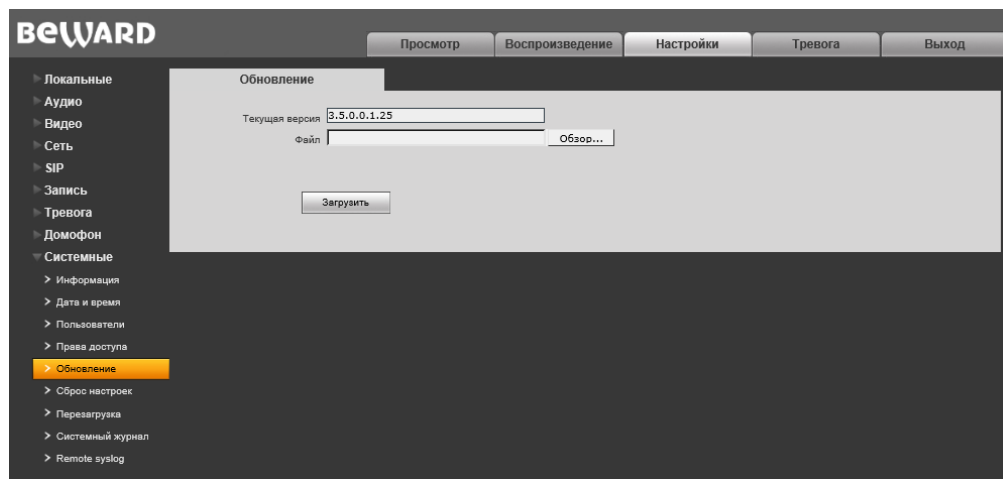 BEWARD
Просмотр
Воспроизведение
Настройки
Тревога
Выход
Локальные
Аудио
Видео
Сеть
SIP
Запись
Тревога
Домофон
Системные
Информация
Дата и время
Пользователи
Права доступа
Обновление
Сброс настроек
Перезагрузка
Системный журнал
Remote syslog
Обновление
Текущая версия 3.5.0.0.1.25
Файл Обзор...
Загрузить